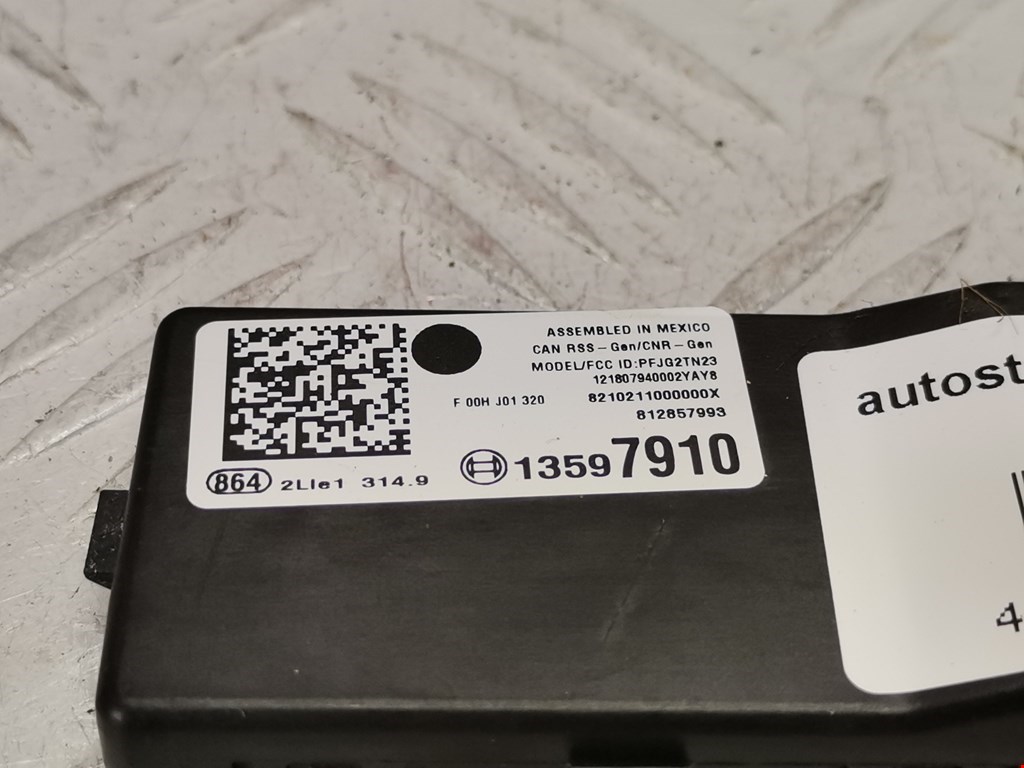 ASSEMBLED IN MEXICO
CAN RSS-Gen/CNR-Gen
MODEL/FCC ID:PFJG2TN23
121807940002YAY8
F 00H J01 320 8210211000000X
812857993
864 2LIe1 314.9 13597910
autost
4